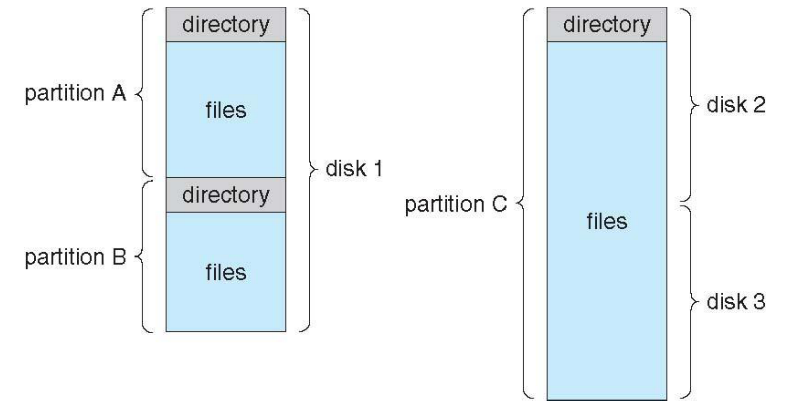 directory
partition A
files
disk 1
directory
partition B
files
directory
disk 2
partition C
files
disk 3